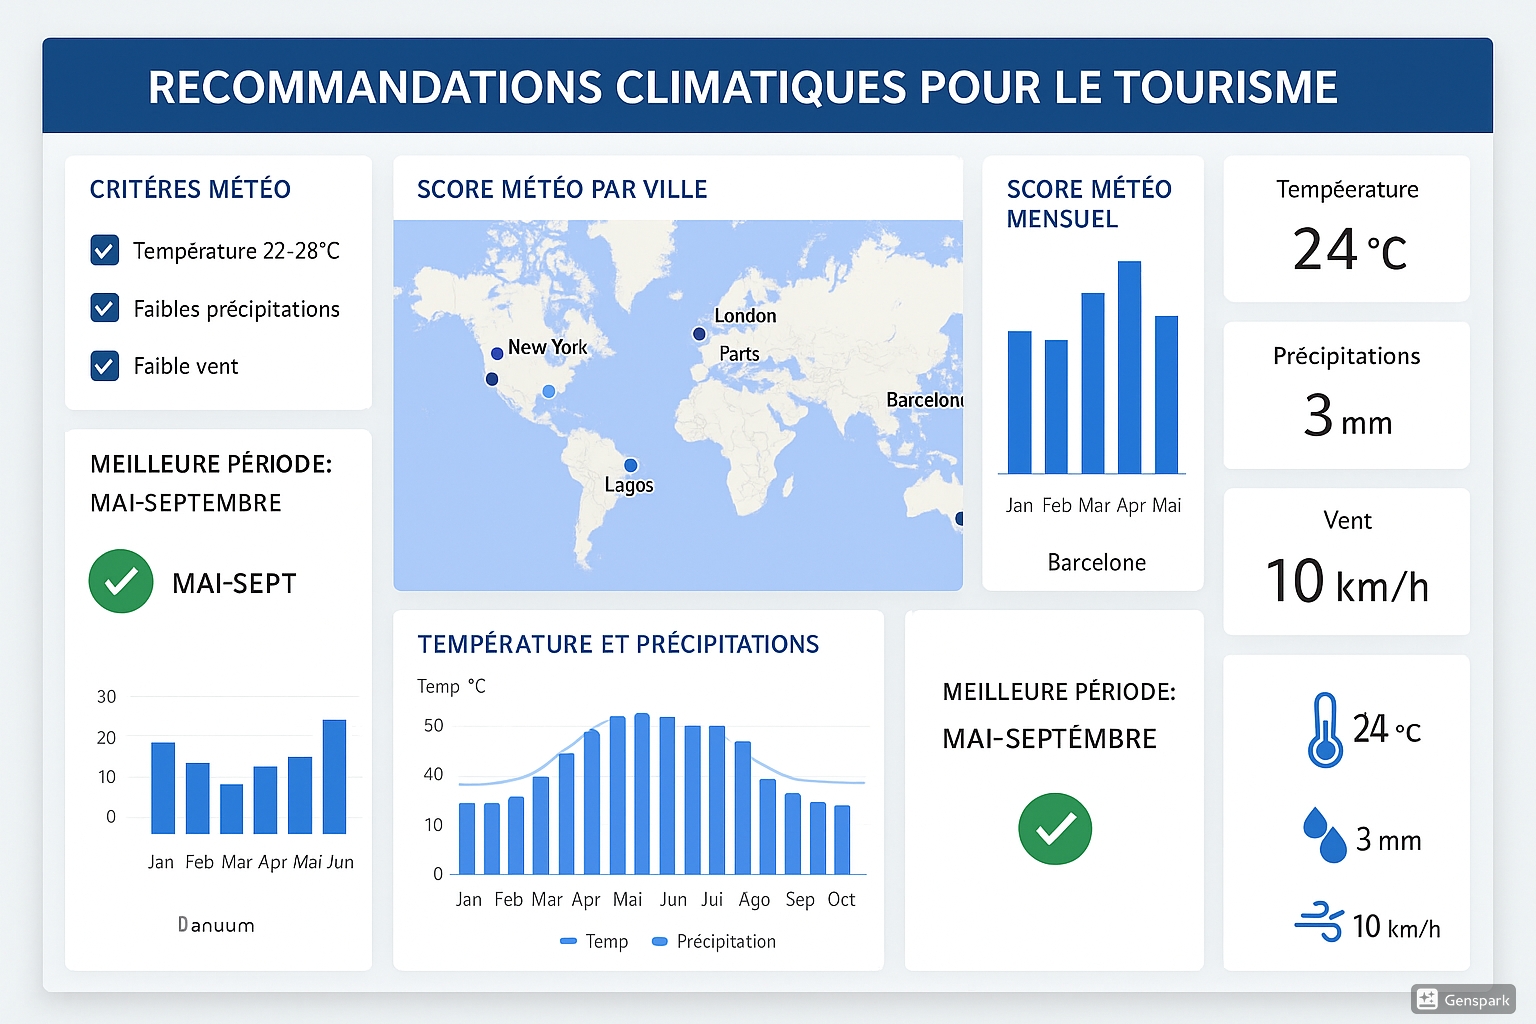 RECOMMANDATIONS CLIMATIQUES POUR LE TOURISME
CRITÉRES MÉTÉO
Température 22-28°C
Faibles précipitations
Faible vent
MEILLEURE PÉRIODE:
MAI-SEPTEMBRE
MAI-SEPT
30
20
10
0
Jan Feb Mar Apr Mai Jun
Danuum
SCORE MÉTÉO PAR VILLE
London
New York
Parts
Barcelon
Lagos
SCORE MÉTÉO
MENSUEL
Jan Feb Mar Apr Mai
Barcelone
TEMPÉRATURE ET PRÉCIPITATIONS
Temp °C
50
40
10
0
Jan Feb Mar Apr Mai Jun Jui Ago Sep Oct
Temp Précipitation
MEILLEURE PÉRIODE:
MAI-SEPTÉMBRE
Tempéerature
24 °C
Précipitations
3 mm
Vent
10 km/h
24 °C
3 mm
10 km/h
Genspark